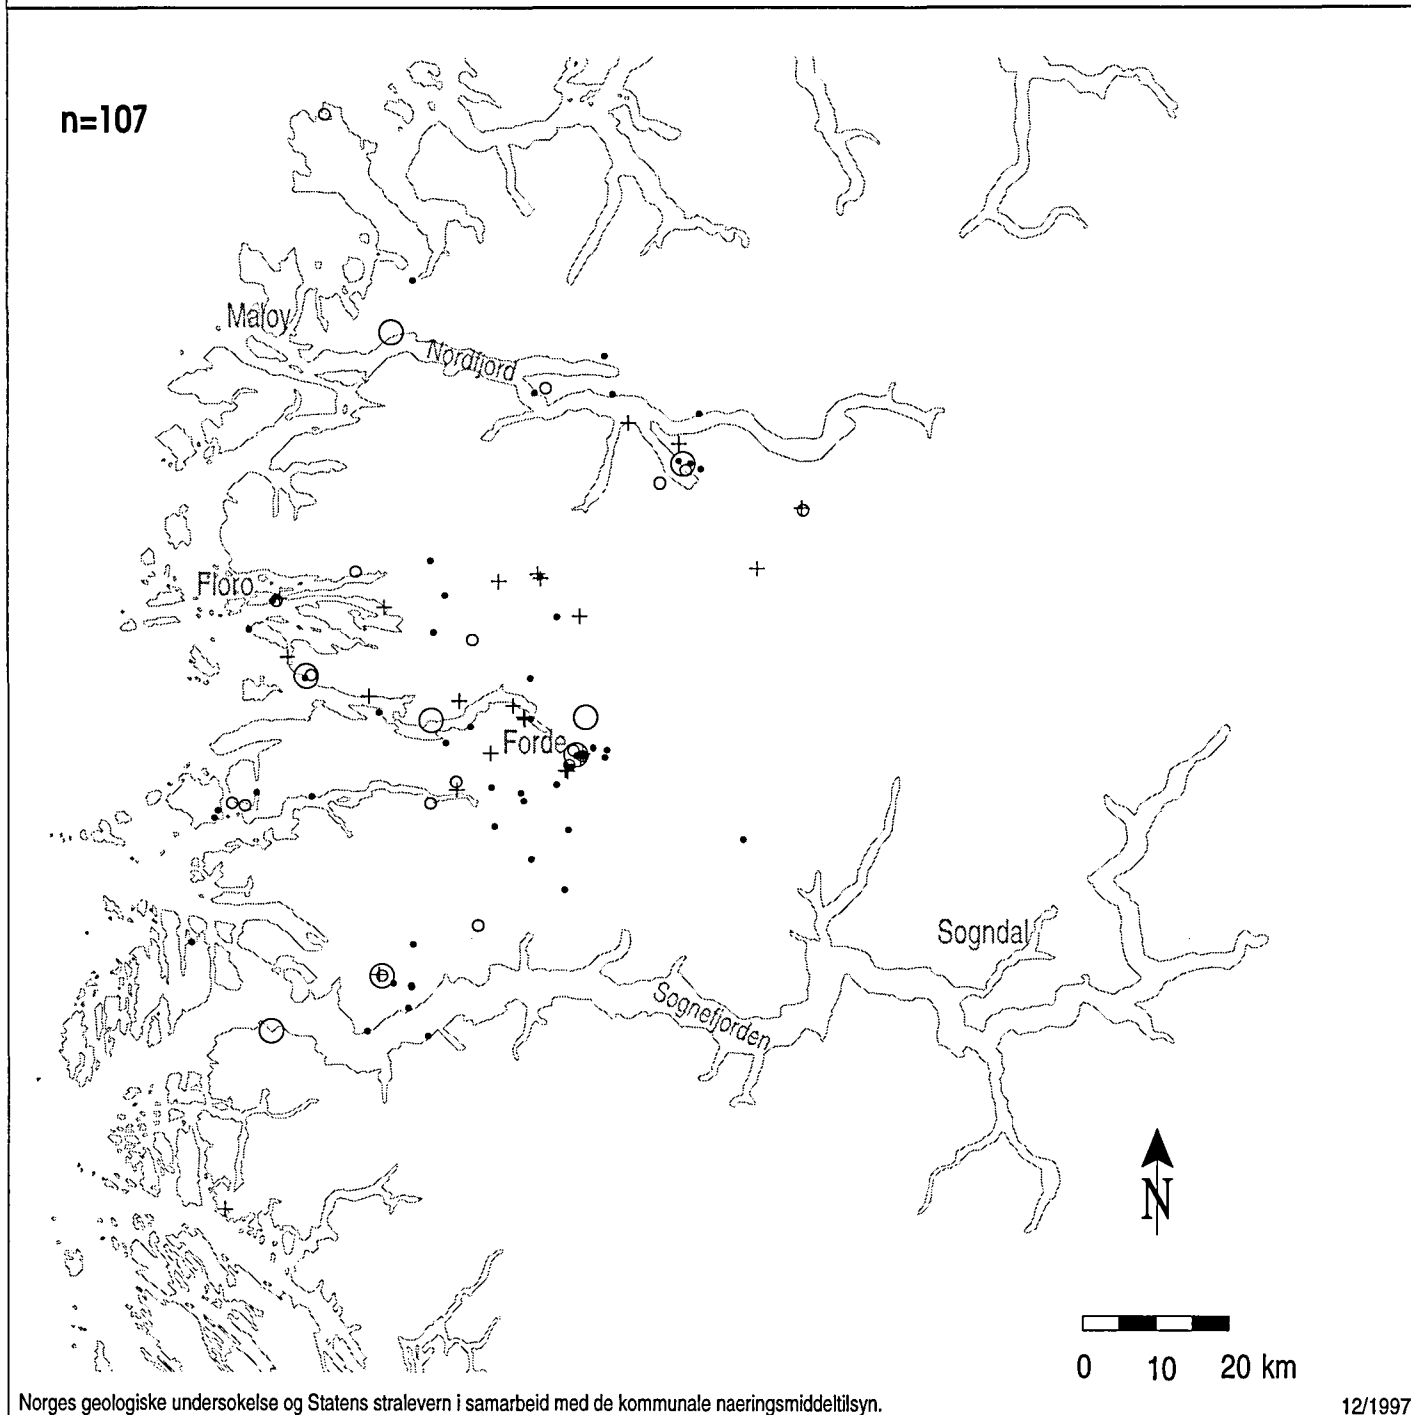 n=107
Maloy
Nordfjord
Floro
Forde
Sogndal
Sognefjorden
N
0 10 20 km
Norges geologiske undersokelse og Statens stralevern i samarbeid med de kommunale naeringsmiddeltilsyn.
12/1997